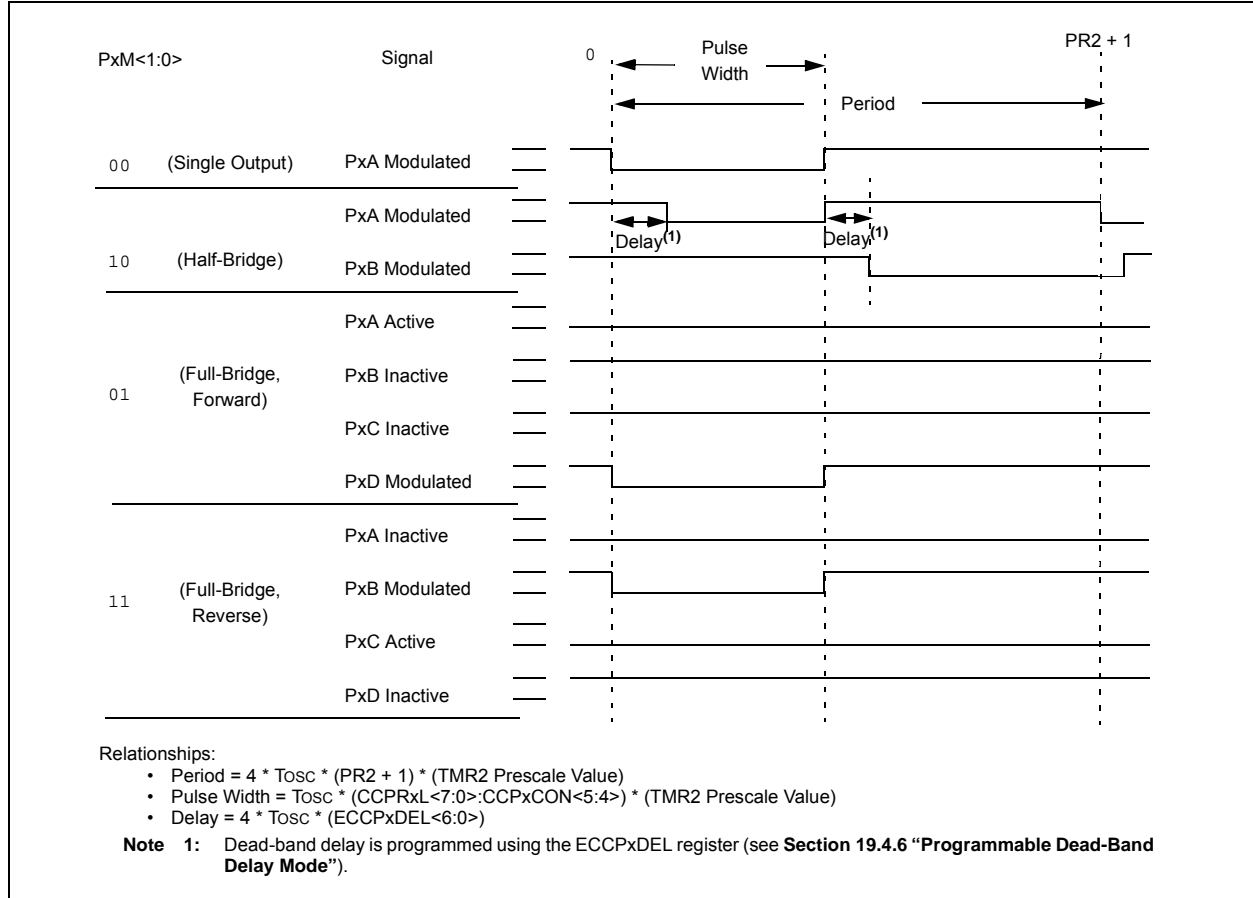 PxM<1:0>
Signal
0
Pulse
Width
PR2 + 1
Period
00
(Single Output)
PxA Modulated
PxA Modulated
Delay(1)
Delay(1)
10
(Half-Bridge)
PxB Modulated
PxA Active
01
(Full-Bridge,
Forward)
PxB Inactive
PxC Inactive
PxD Modulated
PxA Inactive
11
(Full-Bridge,
Reverse)
PxB Modulated
PxC Active
PxD Inactive
Relationships:
• Period = 4 * TOSC * (PR2 + 1) * (TMR2 Prescale Value)
• Pulse Width = TOSC * (CCPRxL<7:0>:CCPxCON<5:4>) * (TMR2 Prescale Value)
• Delay = 4 * TOSC * (ECCPxDEL<6:0>)
Note 1: Dead-band delay is programmed using the ECCPxDEL register (see Section 19.4.6 “Programmable Dead-Band
Delay Mode”).